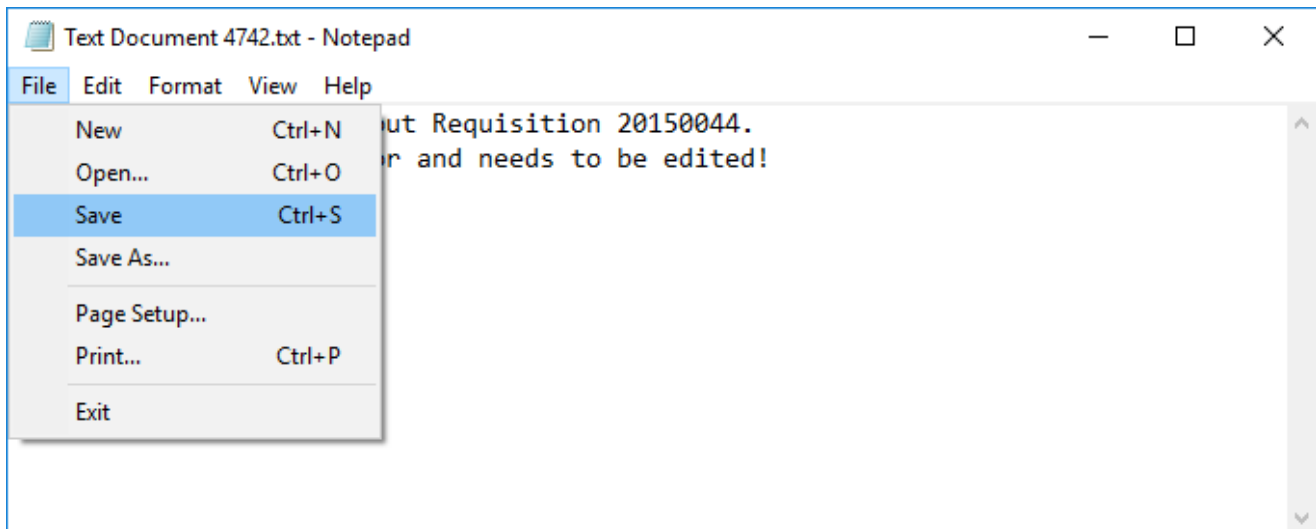 Text Document 4742.txt - Notepad
File Edit Format View Help
New Ctrl+N
Open... Ctrl+O
Save Ctrl+S
Save As...
Page Setup...
Print... Ctrl+P
Exit
Requisition 20150044.
and needs to be edited!